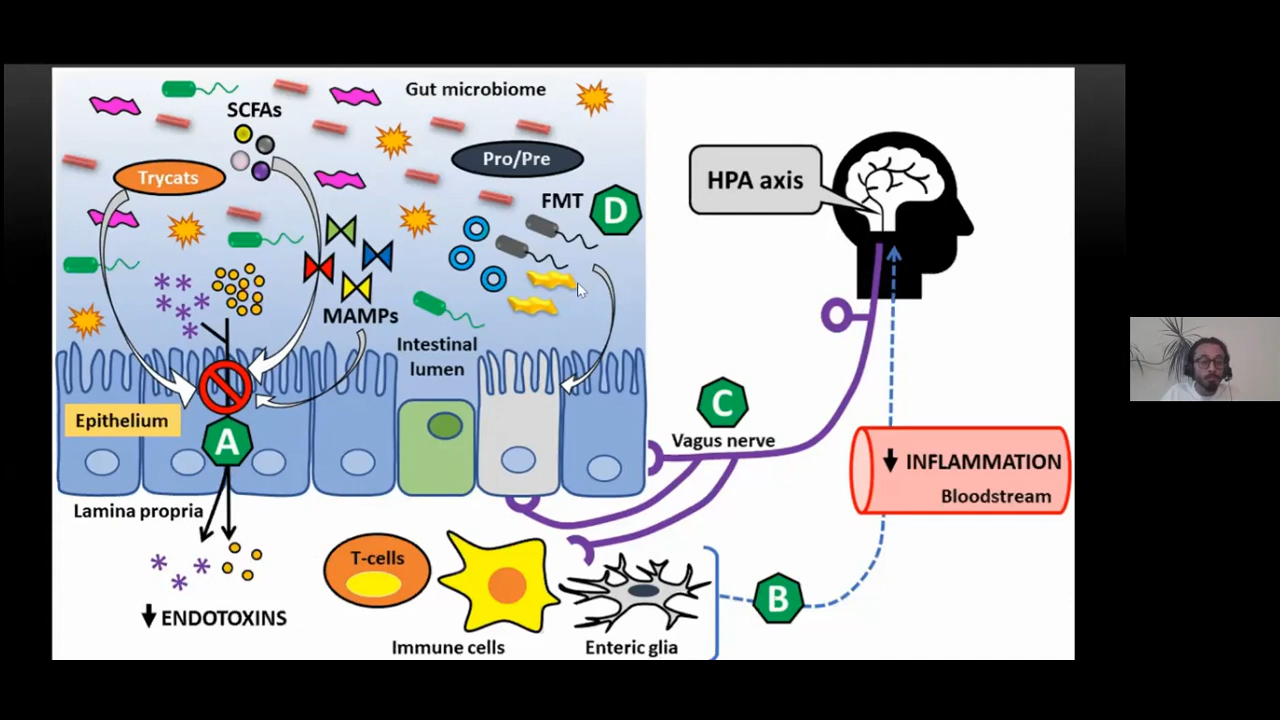 Gut microbiome
SCFAs
Pro/Pre
Trycats
FMT
D
HPA axis
MAMPs
Intestinal
lumen
Epithelium
A
C
Vagus nerve
INFLAMMATION
Bloodstream
Lamina propria
T-cells
B
ENDOTOXINS
Immune cells
Enteric glia